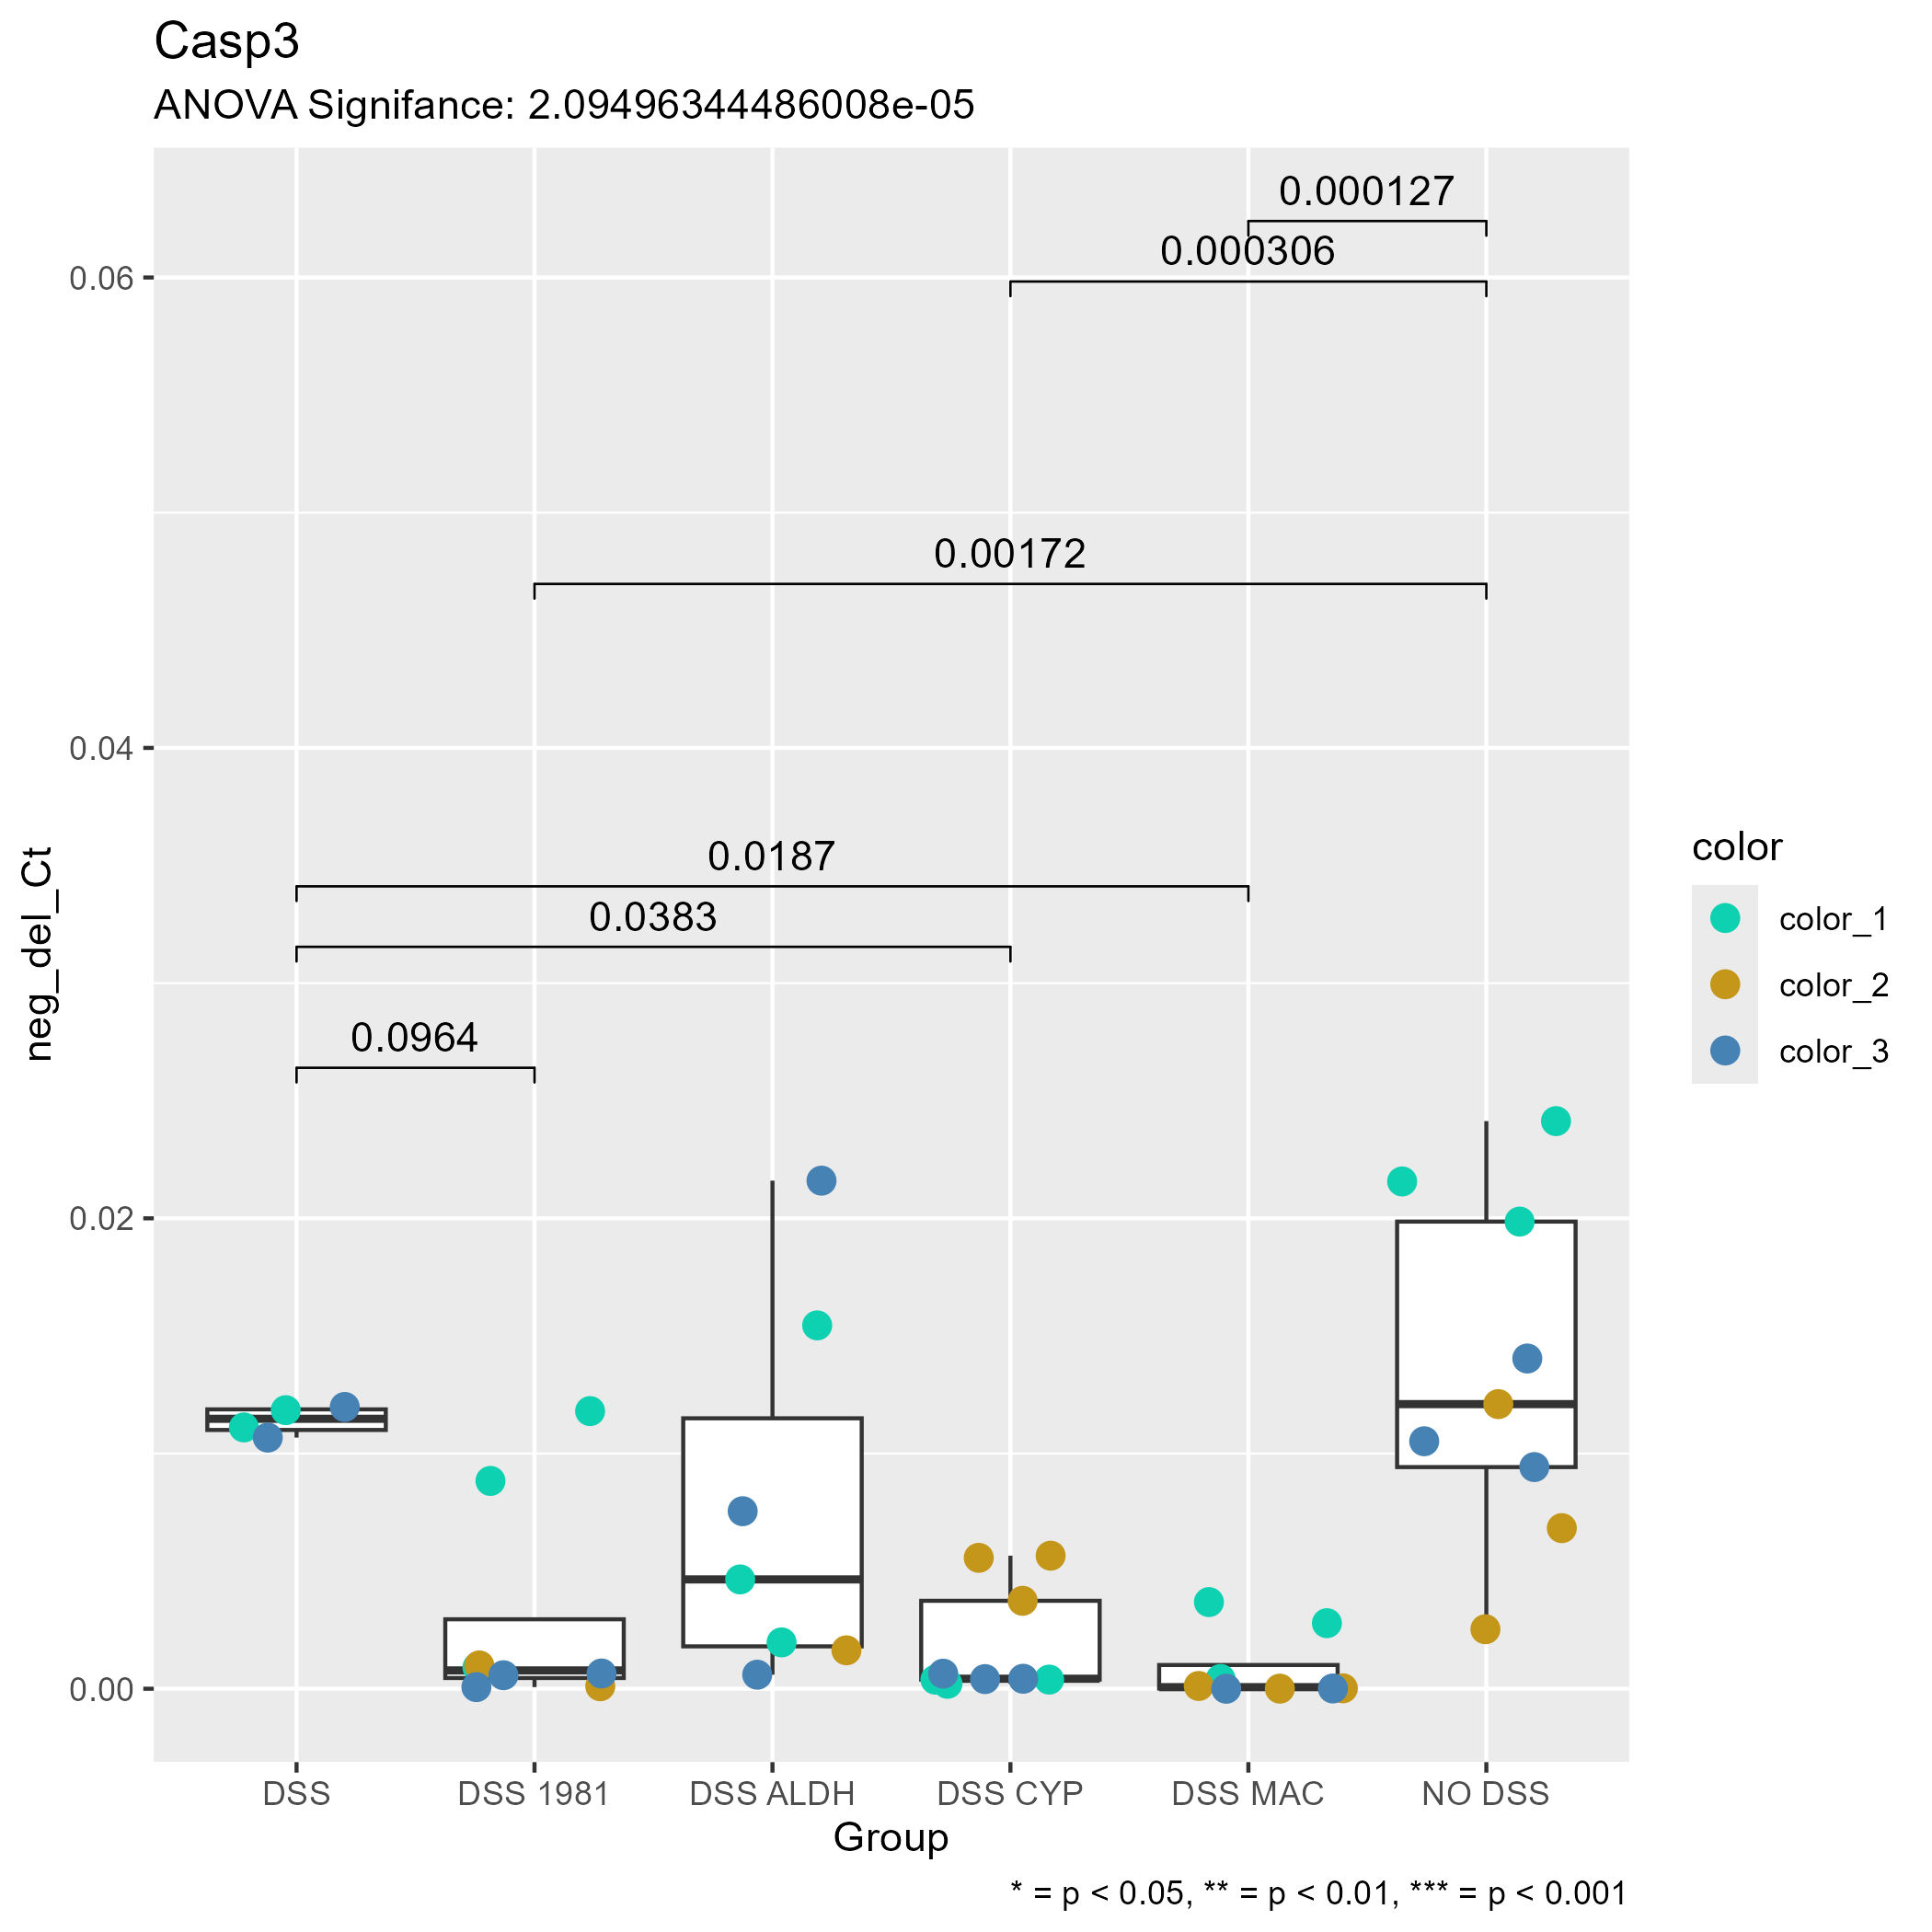 Casp3
ANOVA Signifance: 2.09496344486008e-05
0.000127
0.000306
0.00172
0.0187
0.0383
0.0964
0.06
0.04
0.02
0.00
neg_del_Ct
DSS
DSS 1981
DSS ALDH
DSS CYP
DSS MAC
NO DSS
Group
* = p < 0.05, ** = p < 0.01, *** = p < 0.001
color
color_1
color_2
color_3